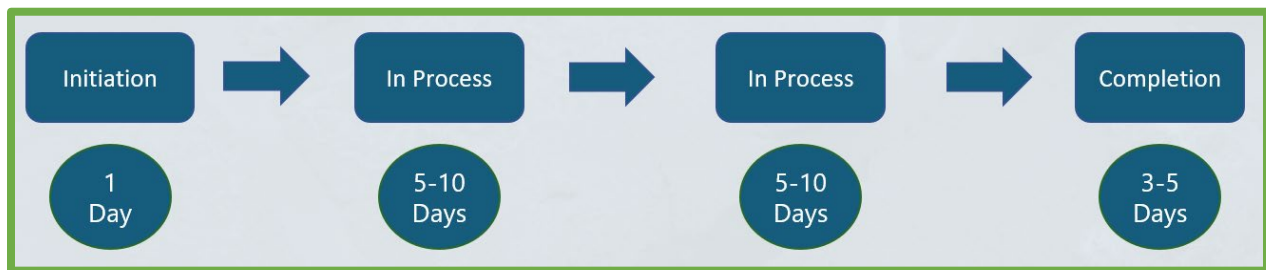 Initiation
In Process
In Process
Completion
1
Day
5-10
Days
5-10
Days
3-5
Days